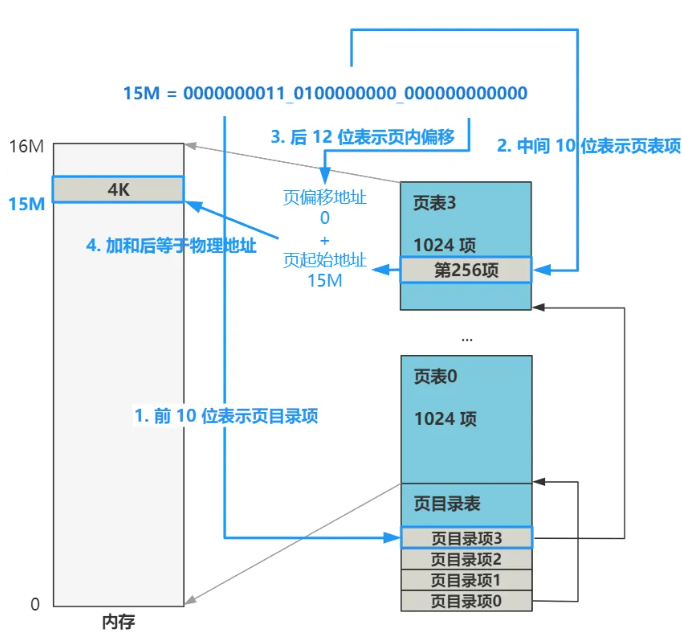 15M = 0000000011_0100000000_000000000000
3. 后 12 位表示页内偏移
2. 中间 10 位表示页表项
16M
4K
15M
页偏移地址
0
+
页起始地址
15M
4. 加和后等于物理地址
页表3
1024 项
第256项
...
页表0
1024 项
1. 前 10 位表示页目录项
页目录表
页目录项3
页目录项2
页目录项1
页目录项0
0
内存